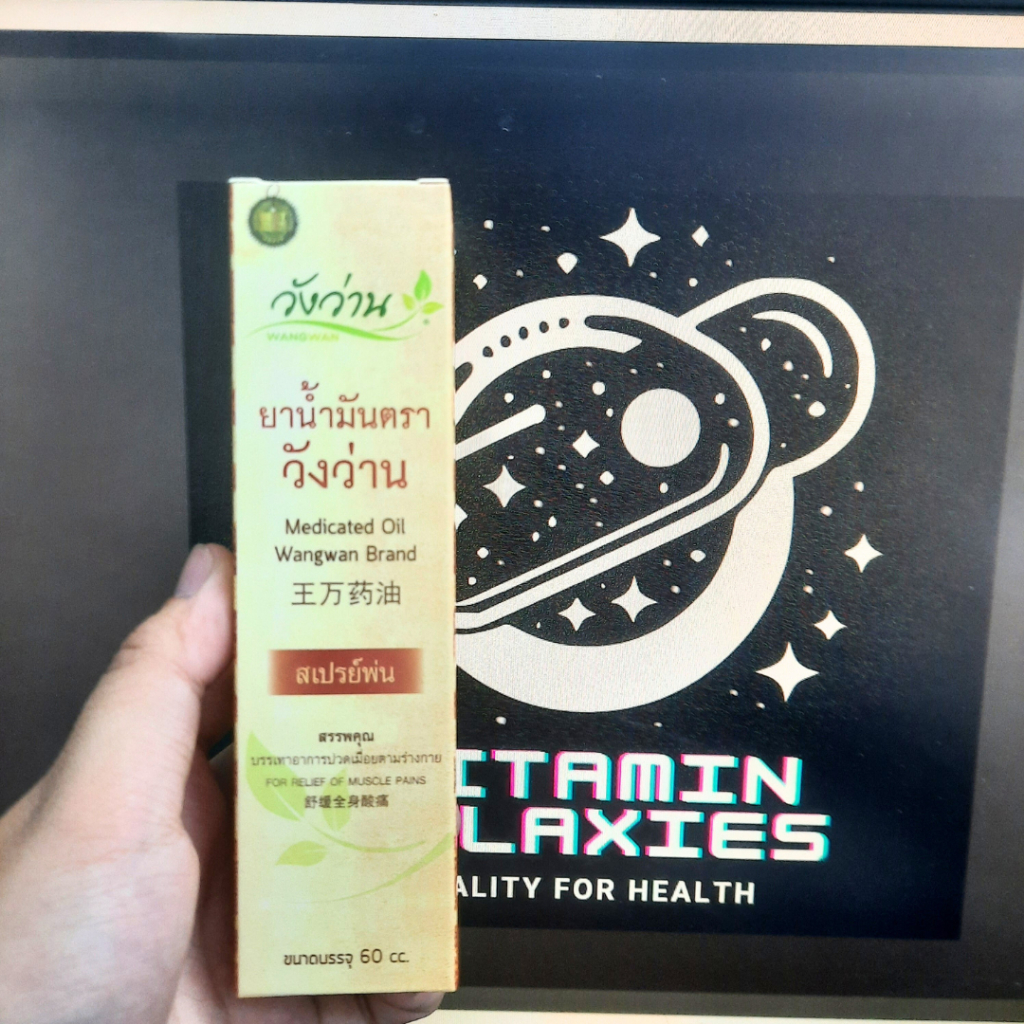 วังว่าน
WANGWAN
ยาน้ำมันตรา
วังว่าน
Medicated Oil
Wangwan Brand
王万药油
สเปรย์พ่น
สรรพคุณ
บรรเทาอาการปวดเมื่อยตามร่างกาย
FOR RELIEF OF MUSCLE PAINS
舒缓全身酸痛
ขนาดบรรจุ 60 cc.
ITAMIN
LAXIES
ALITY FOR HEALTH